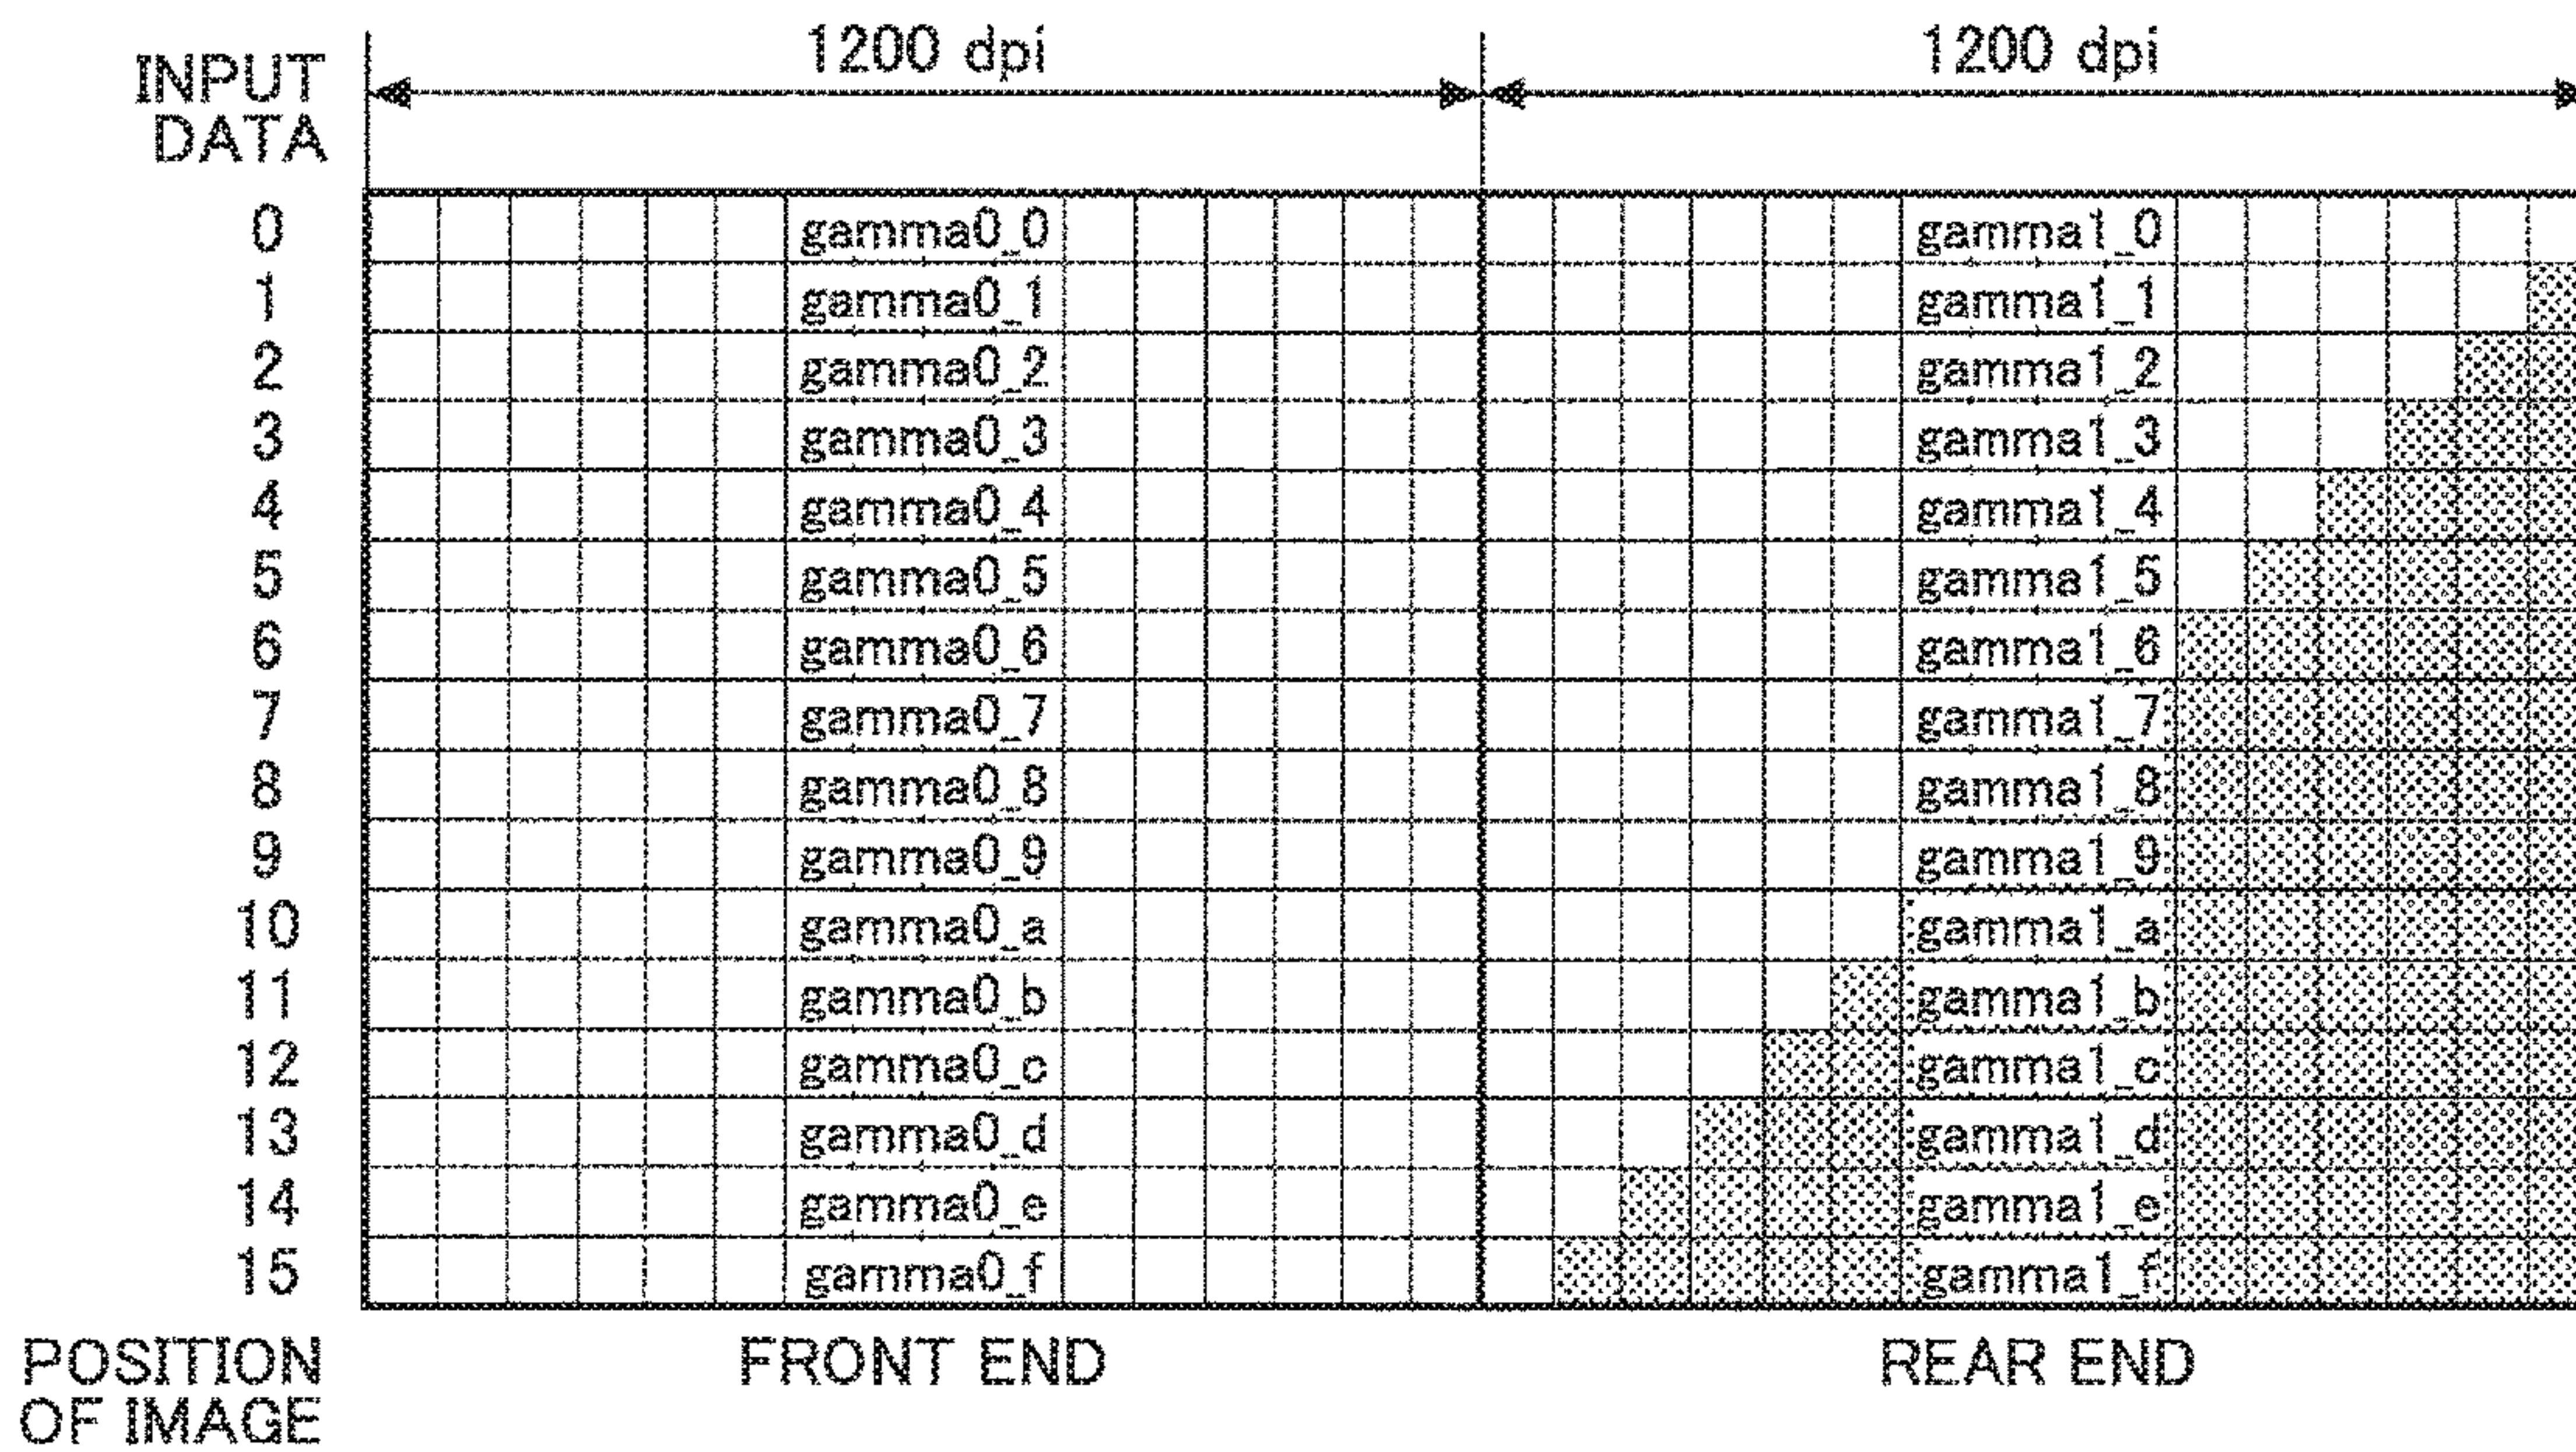 1200 dpi 1200 dpi
INPUT
DATA
0 gamma0_0 gamma1_0
1 gamma0_1 gamma1_1
2 gamma0_2 gamma1_2
3 gamma0_3 gamma1_3
4 gamma0_4 gamma1_4
5 gamma0_5 gamma1_5
6 gamma0_6 gamma1_6
7 gamma0_7 gamma1_7
8 gamma0_8 gamma1_8
9 gamma0_9 gamma1_9
10 gamma0_a gamma1_a
11 gamma0_b gamma1_b
12 gamma0_c gamma1_c
13 gamma0_d gamma1_d
14 gamma0_e gamma1_e
15 gamma0_f gamma1_f
POSITION FRONT END REAR END
OF IMAGE